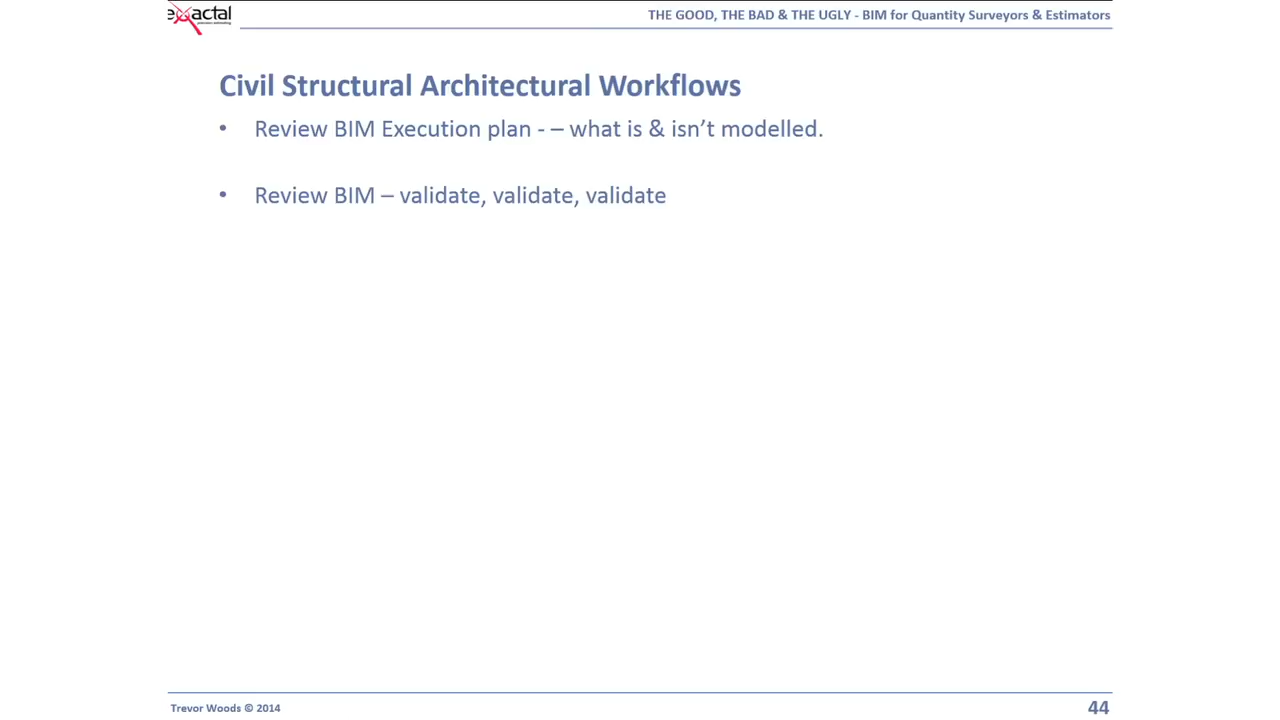 exactal
THE GOOD, THE BAD & THE UGLY - BIM for Quantity Surveyors & Estimators
Civil Structural Architectural Workflows
• Review BIM Execution plan - – what is & isn’t modelled.
• Review BIM – validate, validate, validate
Trevor Woods © 2014
44